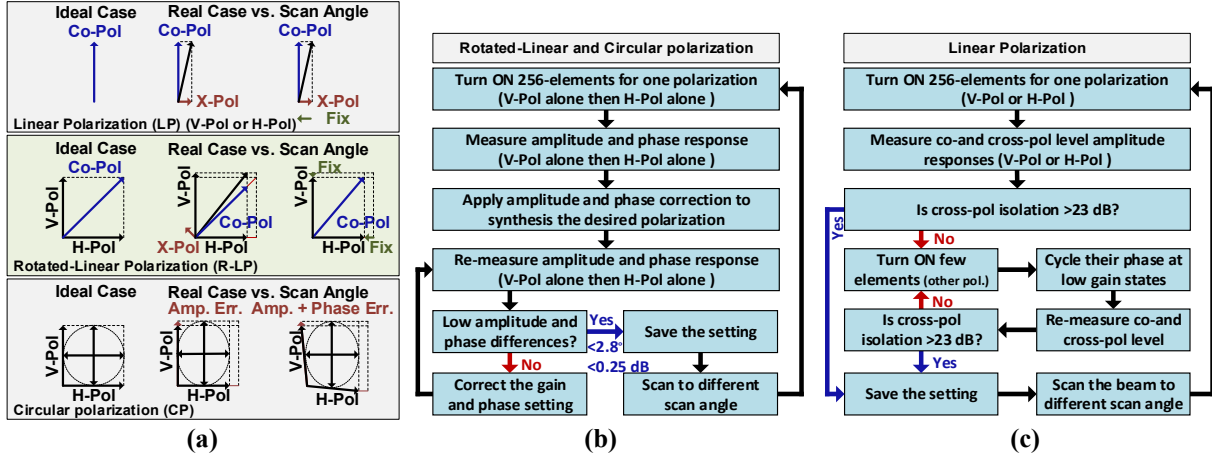 Ideal Case
Real Case vs. Scan Angle
Co-Pol
Co-Pol
Co-Pol
X-Pol
X-Pol
Linear Polarization (LP) (V-Pol or H-Pol)
Fix
Ideal Case
Real Case vs. Scan Angle
Co-Pol
Fix
V-Pol
V-Pol
V-Pol
Co-Pol
Co-Pol
H-Pol
X-Pol
H-Pol
H-Pol
Fix
Rotated-Linear Polarization (R-LP)
Ideal Case
Real Case vs. Scan Angle
Amp. Err.
Amp. + Phase Err.
V-Pol
V-Pol
V-Pol
H-Pol
H-Pol
H-Pol
Circular polarization (CP)
(a)
Rotated-Linear and Circular polarization
Turn ON 256-elements for one polarization
(V-Pol alone then H-Pol alone )
Measure amplitude and phase response
(V-Pol alone then H-Pol alone )
Apply amplitude and phase correction to
synthesis the desired polarization
Re-measure amplitude and phase response
(V-Pol alone then H-Pol alone )
Low amplitude and
phase differences?
Yes
<2.8°
<0.25 dB
Save the setting
No
Correct the gain
and phase setting
Scan to different
scan angle
(b)
Linear Polarization
Turn ON 256-elements for one polarization
(V-Pol or H-Pol )
Measure co-and cross-pol level amplitude
responses (V-Pol or H-Pol )
Is cross-pol isolation >23 dB?
Yes
No
Turn ON few
elements (other pol.)
Cycle their phase at
low gain states
No
Is cross-pol
isolation >23 dB?
Re-measure co-and
cross-pol level
Yes
Save the setting
Scan the beam to
different scan angle
(c)